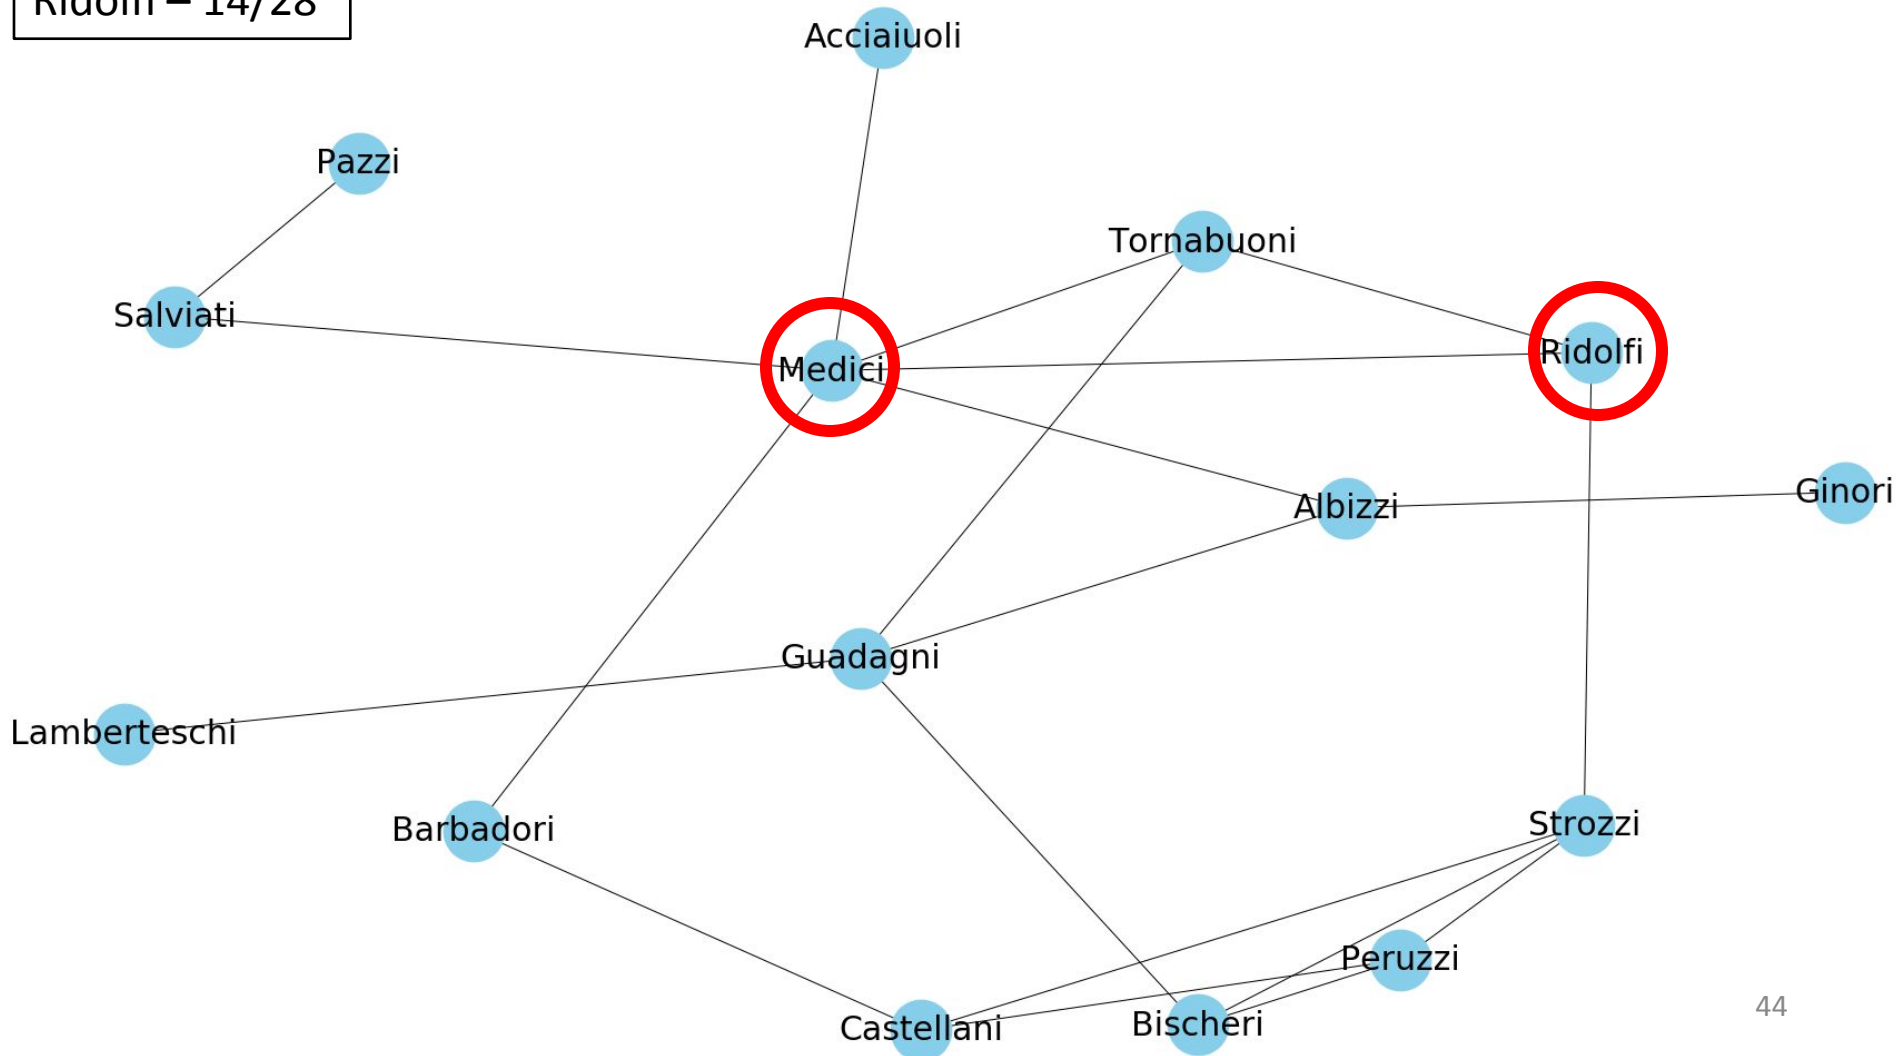 Ridolfi – 14/28
Acciaiuoli
Pazzi
Tornabuoni
Salviati
Medici
Ridolfi
Albizzi
Ginori
Guadagni
Lamberteschi
Barbadori
Strozzi
Peruzzi
Castellani
Bischeri
44